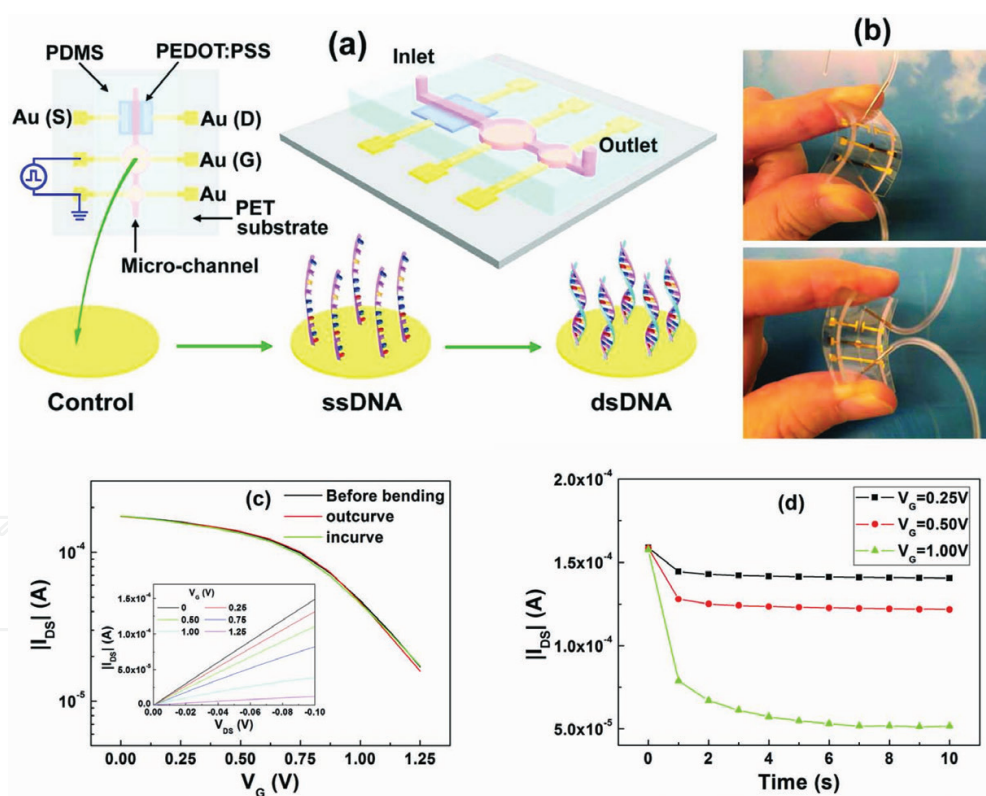 (a)
PDMS
PEDOT:PSS
Au (S)
Au (D)
Au (G)
Au
PET
substrate
Micro-channel
Inlet
Outlet
Control
ssDNA
dsDNA
(b)
(c)
Before bending
outcurve
incurve
|I_DS| (A)
10⁻⁴
10⁻⁵
0.00 0.25 0.50 0.75 1.00 1.25
V_G (V)
V_G (V)
0 0.25
0.50 0.75
1.00 1.25
|I_DS| (A)
1.5x10⁻⁴
1.0x10⁻⁴
5.0x10⁻⁵
0.0
0.00 -0.02 -0.04 -0.06 -0.08 -0.10
V_DS (V)
(d)
V_G=0.25V
V_G=0.50V
V_G=1.00V
|I_DS| (A)
2.0x10⁻⁴
1.5x10⁻⁴
1.0x10⁻⁴
5.0x10⁻⁵
0 2 4 6 8 10
Time (s)